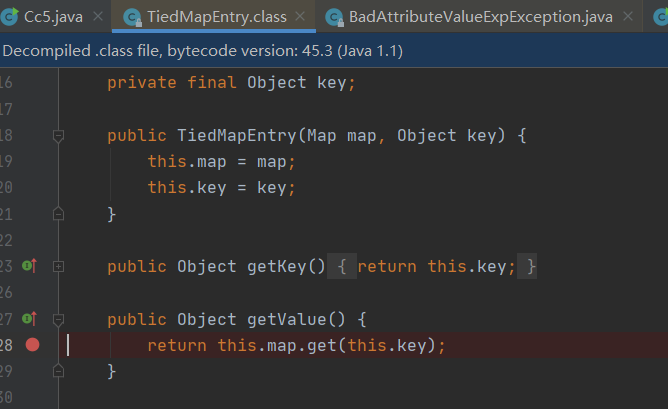 Cc5.java TiedMapEntry.class BadAttributeValueExpException.java
Decompiled .class file, bytecode version: 45.3 (Java 1.1)
16 private final Object key;
17
18 public TiedMapEntry(Map map, Object key) {
19 this.map = map;
20 this.key = key;
21 }
22
23 public Object getKey() { return this.key; }
26
27 public Object getValue() {
28 return this.map.get(this.key);
29 }
30